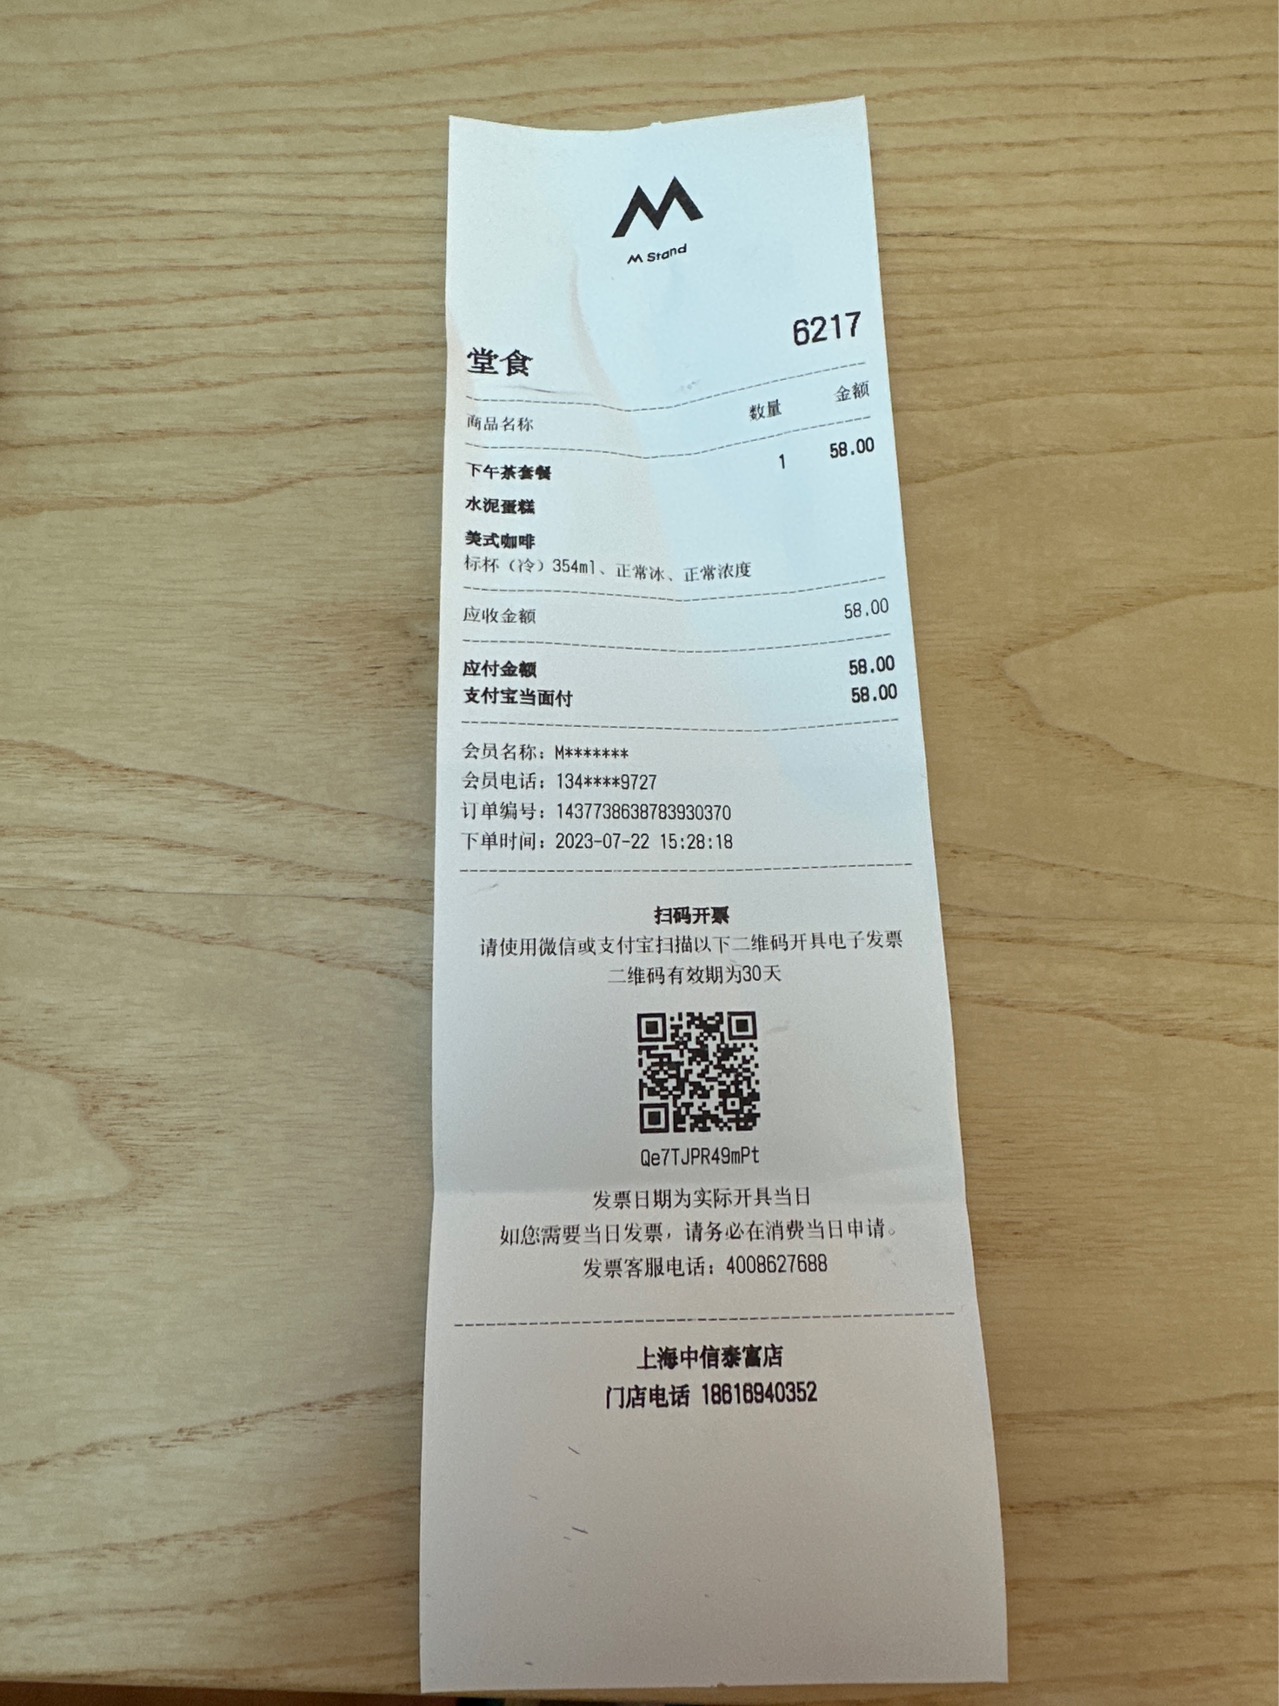 M Stand
6217
堂食
商品名称 数量 金额
下午茶套餐 1 58.00
水泥蛋糕
美式咖啡
标杯（冷）354ml、正常冰、正常浓度
应收金额 58.00
应付金额 58.00
支付宝当面付 58.00
会员名称：M*******
会员电话：134****9727
订单编号：1437738638783930370
下单时间：2023-07-22 15:28:18
扫码开票
请使用微信或支付宝扫描以下二维码开具电子发票
二维码有效期为30天
Qe7TJPR49mPt
发票日期为实际开具当日
如您需要当日发票，请务必在消费当日申请。
发票客服电话：4008627688
上海中信泰富店
门店电话 18616940352